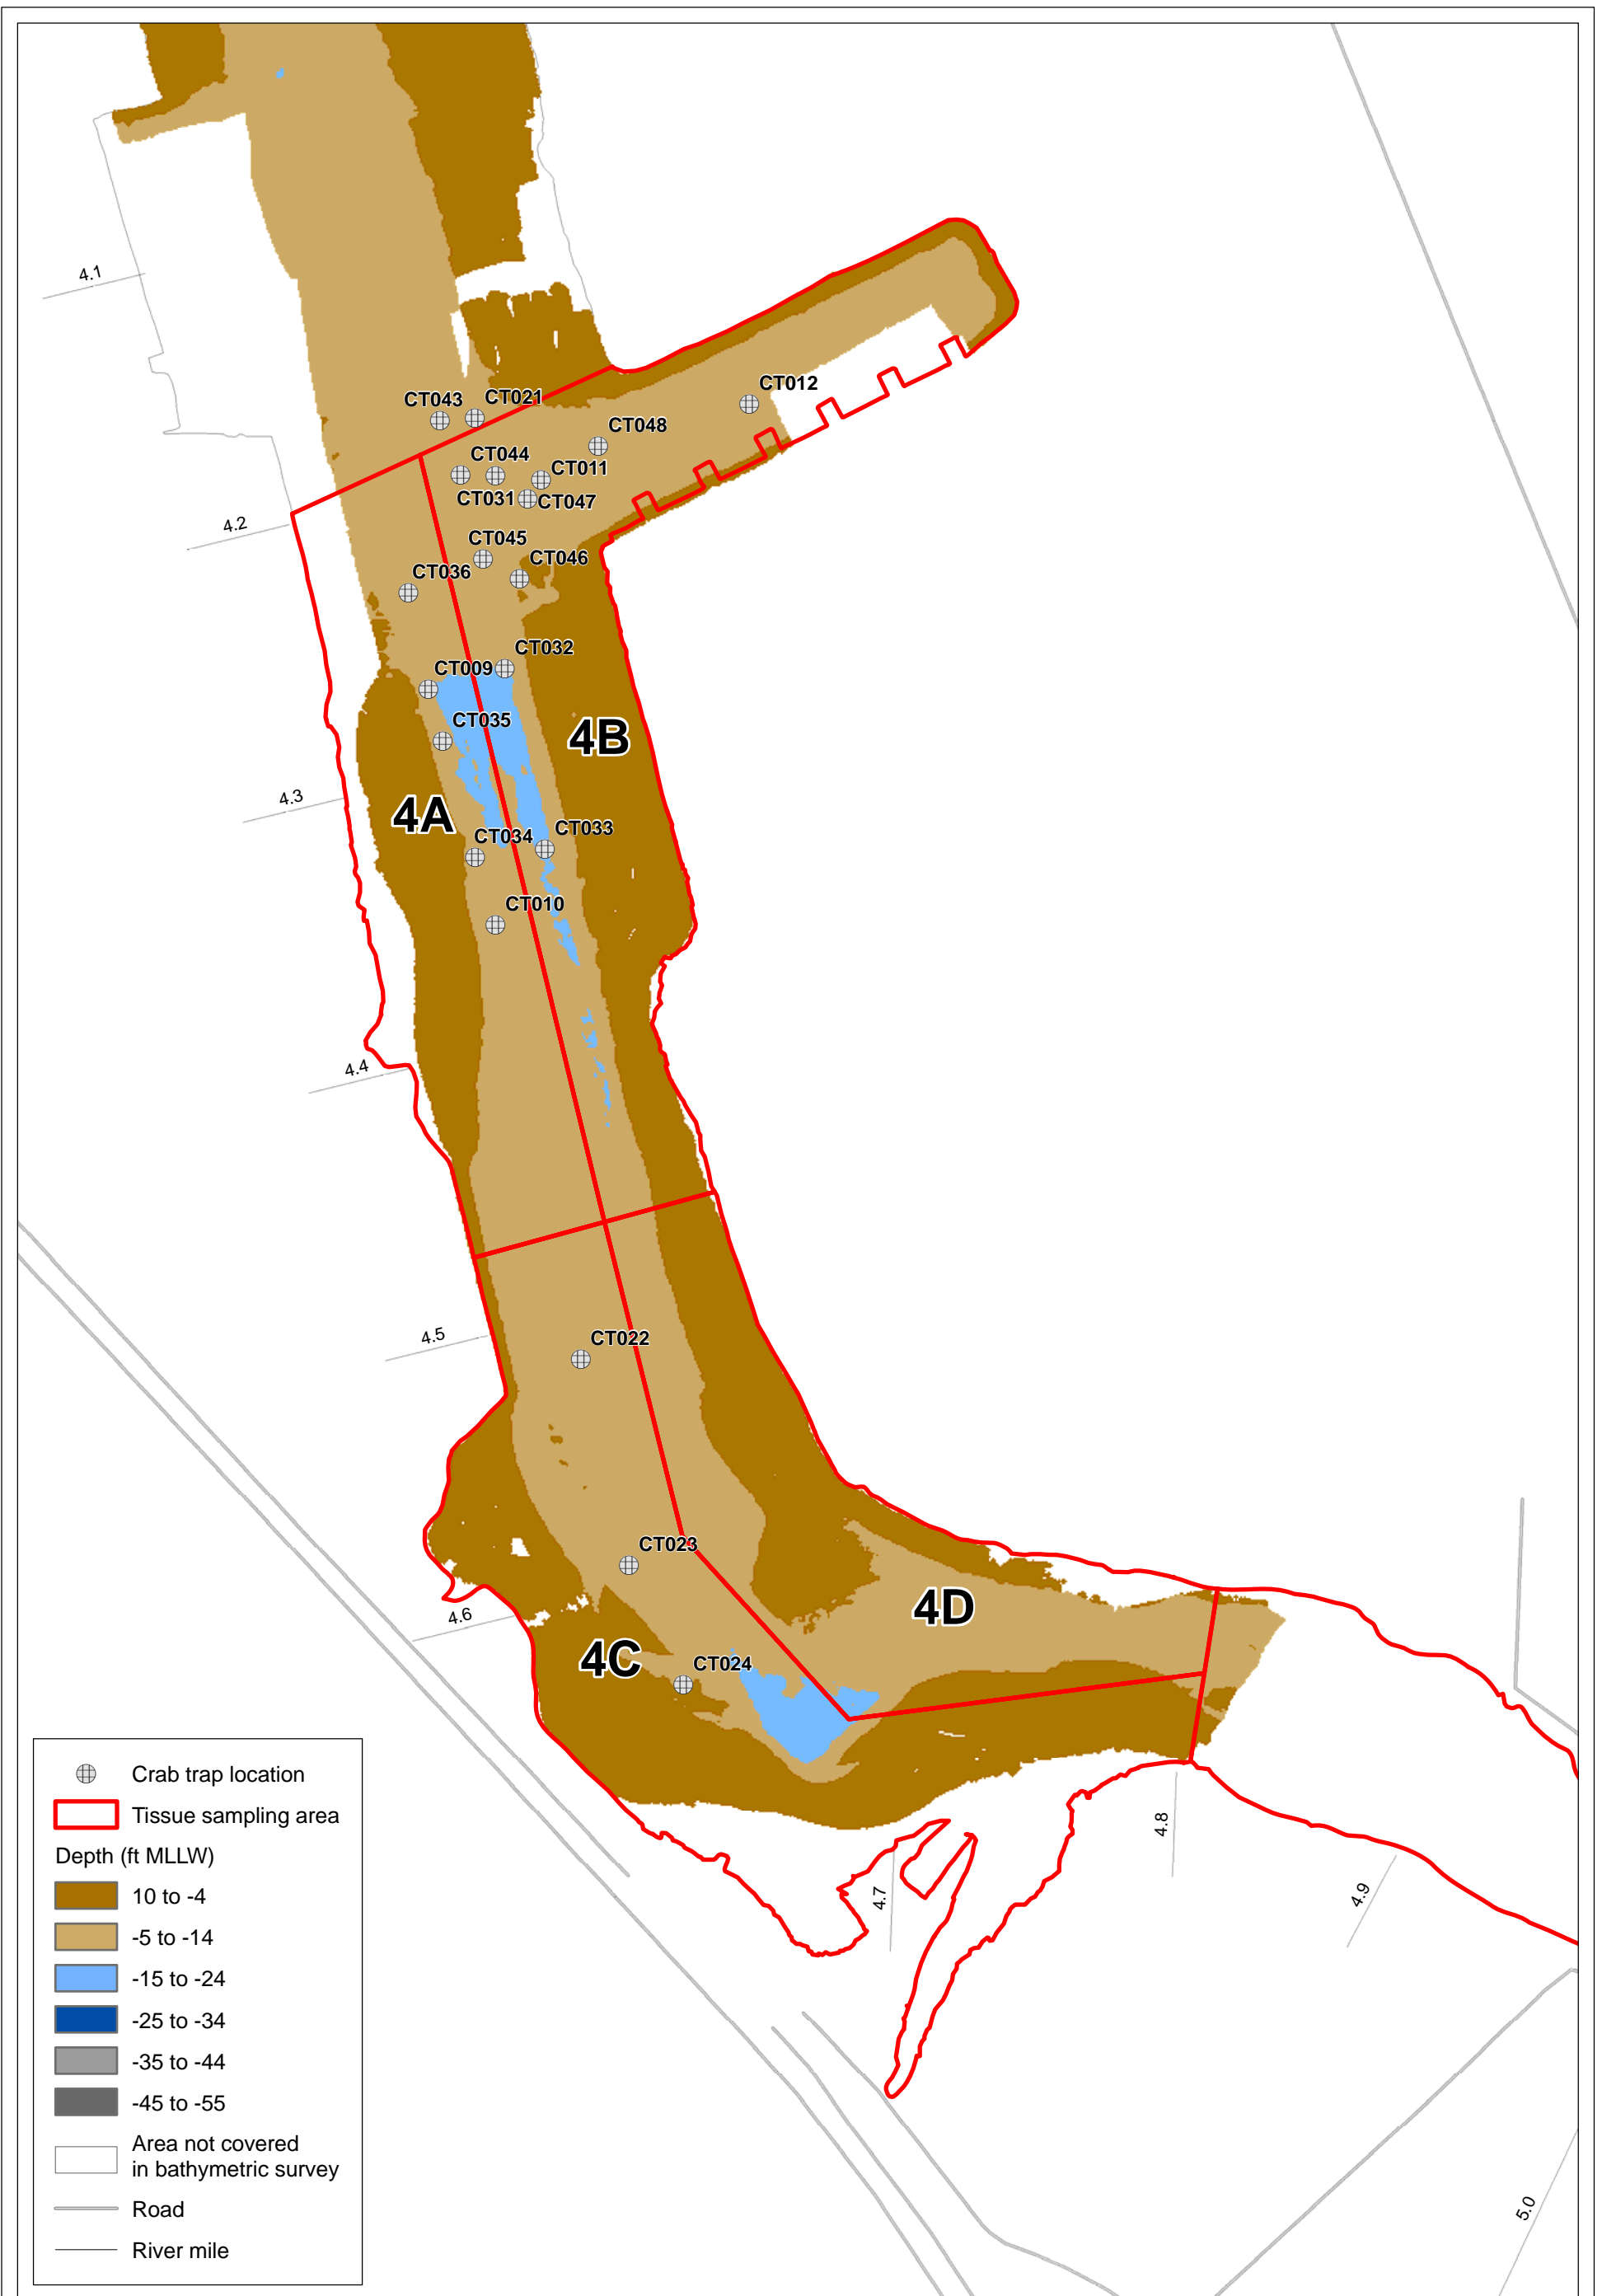 4.1
CT012
CT043
CT021
CT048
CT044
CT011
CT031
CT047
4.2
CT045
CT046
CT036
CT032
CT009
CT035
4B
4.3
4A
CT034
CT033
CT010
4.4
4.5
CT022
CT023
4D
4.6
4C
CT024
4.7
4.8
4.9
5.0
Crab trap location
Tissue sampling area
Depth (ft MLLW)
10 to -4
-5 to -14
-15 to -24
-25 to -34
-35 to -44
-45 to -55
Area not covered
in bathymetric survey
Road
River mile